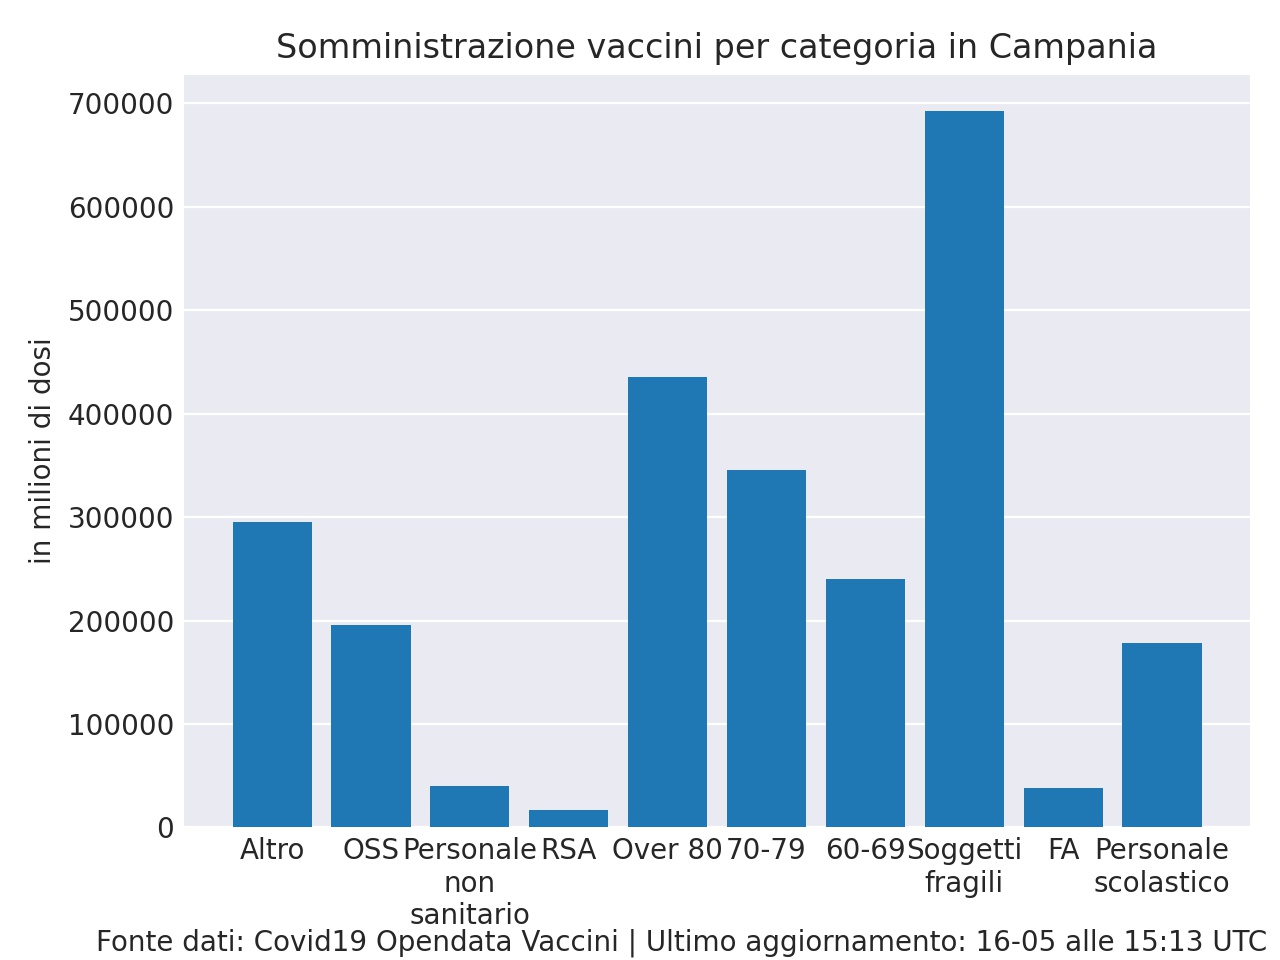 Somministrazione vaccini per categoria in Campania
700000
600000
500000
400000
300000
200000
100000
0
in milioni di dosi
Altro
OSS
Personale
non
sanitario
RSA
Over 80
70-79
60-69
Soggetti
fragili
FA
Personale
scolastico
Fonte dati: Covid19 Opendata Vaccini | Ultimo aggiornamento: 16-05 alle 15:13 UTC